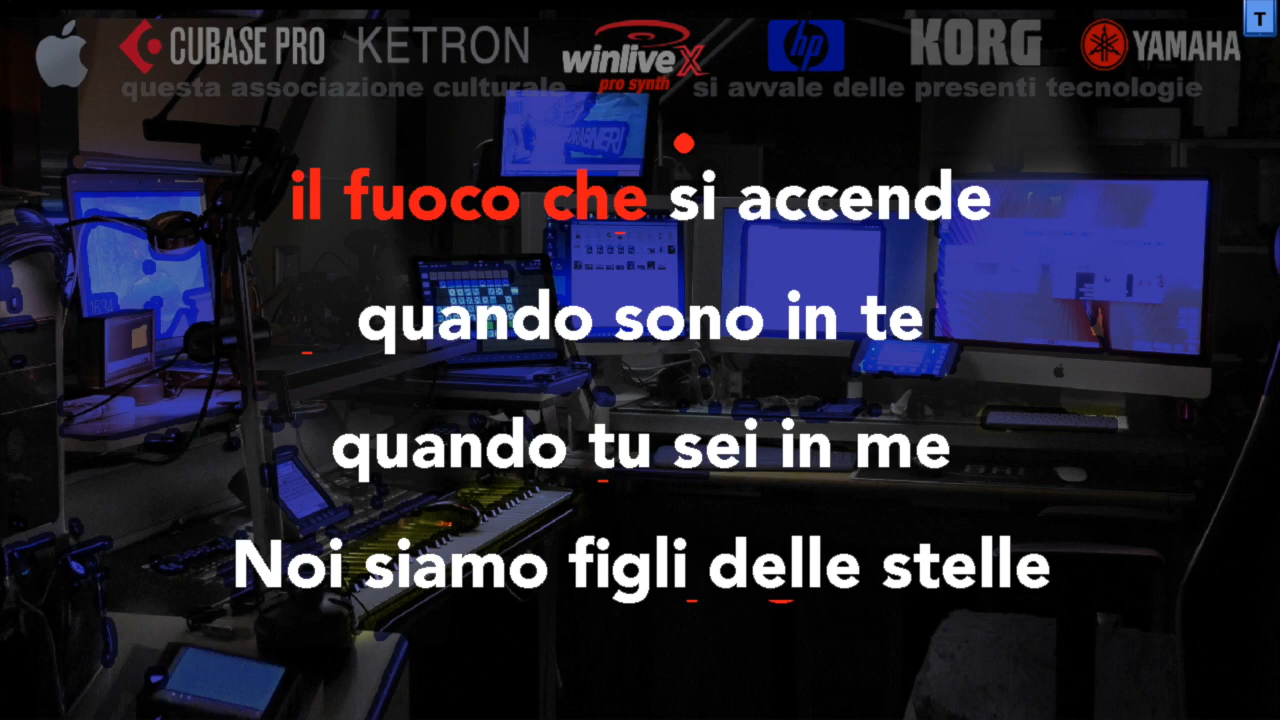 T
CUBASE PRO KETRON winlive X pro synth hp KORG YAMAHA
questa associazione culturale si avvale delle presenti tecnologie
il fuoco che si accende
quando sono in te
quando tu sei in me
Noi siamo figli delle stelle